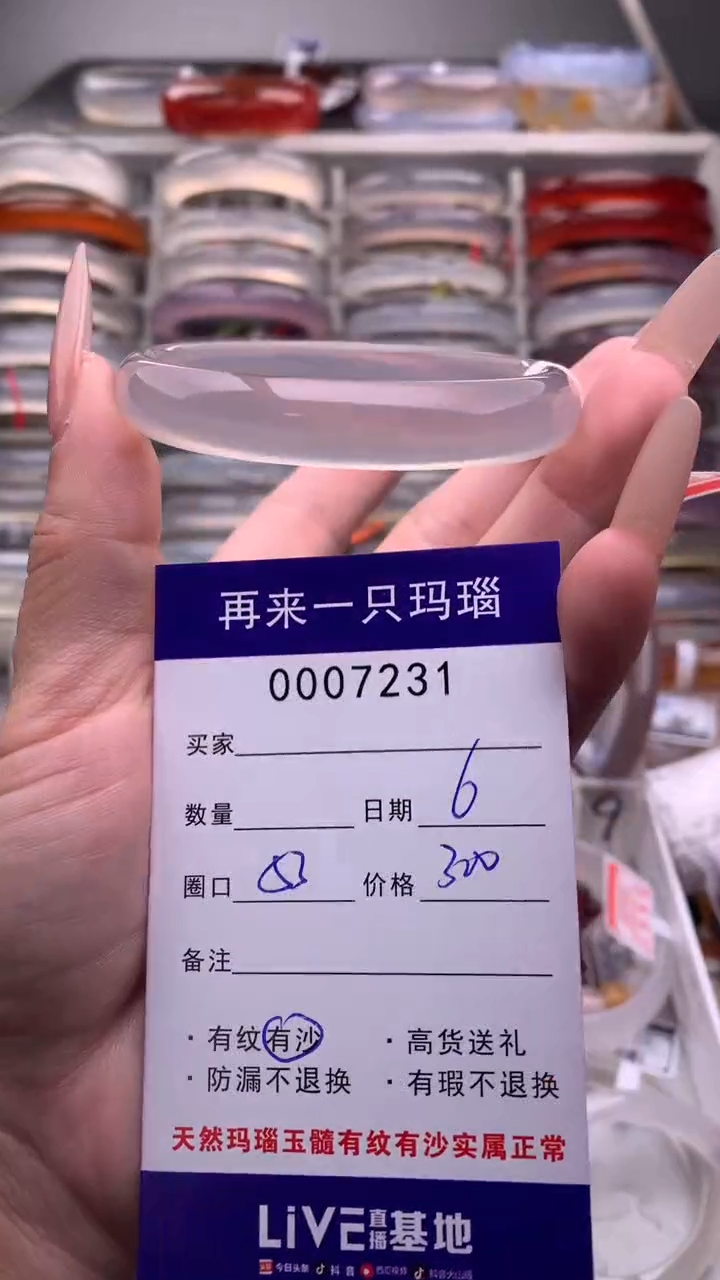 再来一只玛瑙
0007231
买家
数量 日期 6
圈口 价格 300
备注
·有纹有沙 ·高货送礼
·防漏不退换 ·有瑕不退换
天然玛瑙玉髓有纹有沙实属正常
LiVE直播基地
今日头条 抖音 西瓜视频 抖音火山版
9